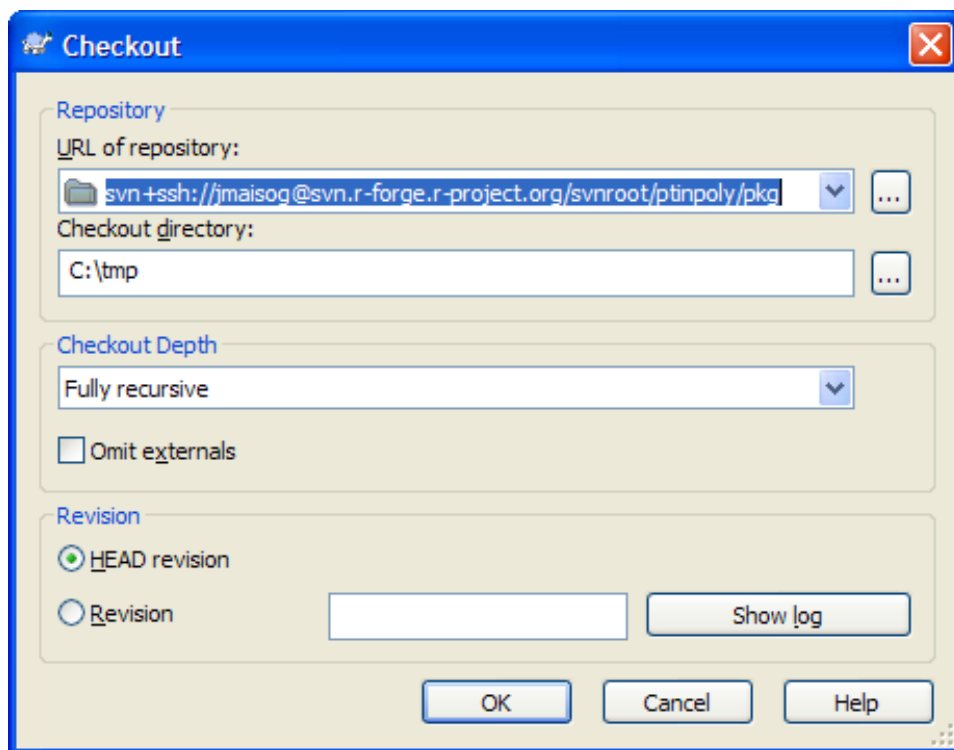 Checkout
Repository
URL of repository:
svn+ssh://jmaisog@svn.r-forge.r-project.org/svnroot/ptinpoly/pkg
...
Checkout directory:
C:\tmp
...
Checkout Depth
Fully recursive
Omit externals
Revision
HEAD revision
Revision
Show log
OK Cancel Help